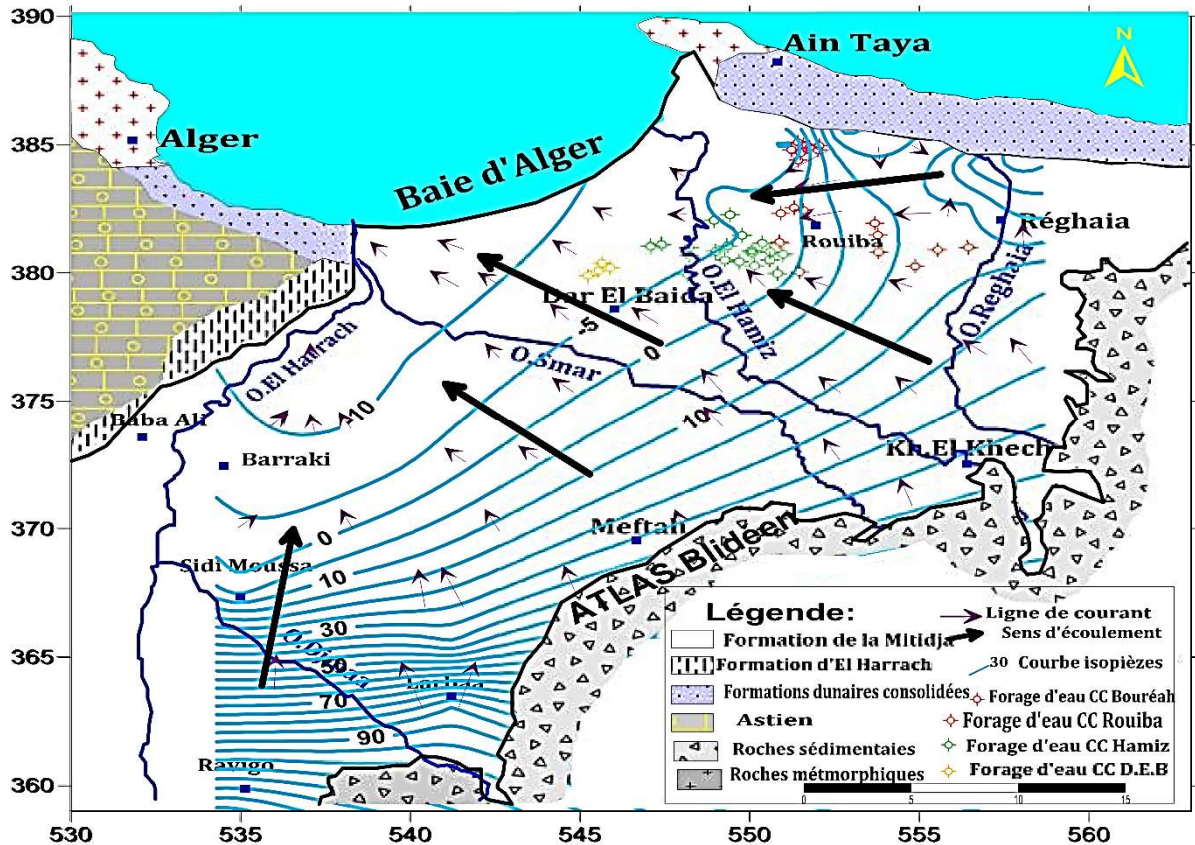 390
385
380
375
370
365
360
530
535
540
545
550
555
560
N
Ain Taya
Alger
Baie d'Alger
Réghaia
Rouiba
Dar El Baida
O.El Hamiz
O.Reghaia
O.Smar
O.El Harrach
-5
0
-10
10
Baba Ali
Barraki
Kh.El Khech
Meftah
ATLAS Blidéen
0
10
Sidi Moussa
30
50
70
90
Larbaa
Rovigo
Légende:
Formation de la Mitidja
Formation d'El Harrach
Formations dunaires consolidées
Astien
Roches sédimentaies
Roches métmorphiques
Ligne de courant
Sens d'écoulement
30 Courbe isopièzes
Forage d'eau CC Bouréah
Forage d'eau CC Rouiba
Forage d'eau CC Hamiz
Forage d'eau CC D.E.B
0 5 10 15